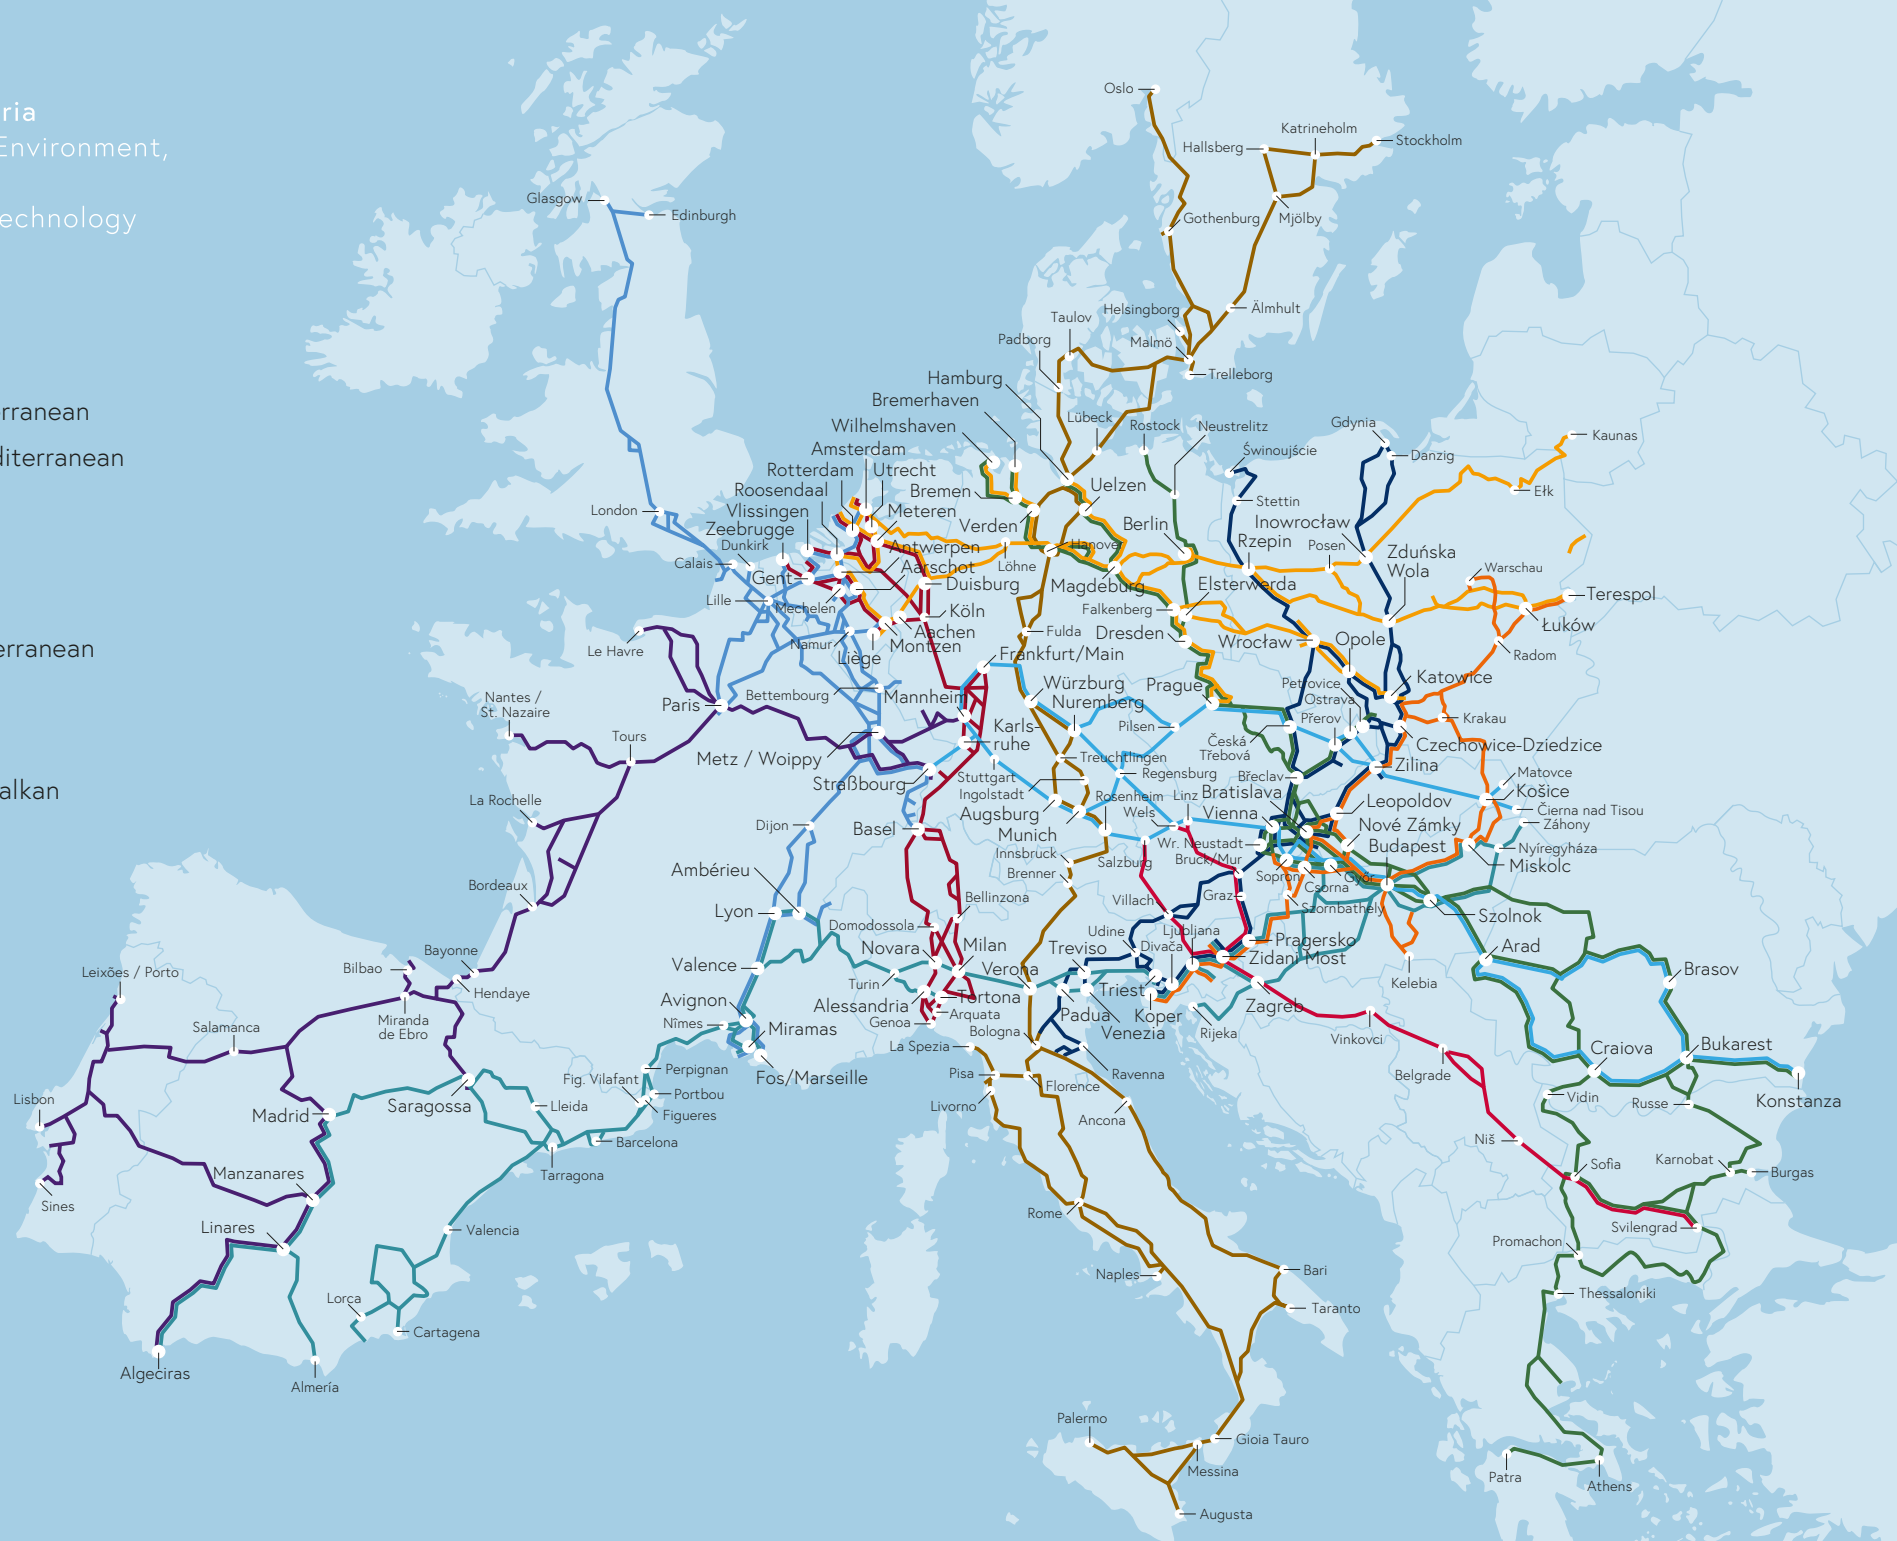 ria
Environment,
echnology
erranean
diterranean
erranean
alkan
Oslo
Katrineholm
Hallsberg
Stockholm
Glasgow
Edinburgh
Gothenburg
Mjölby
Helsingborg
Älmhult
Taulov
Padborg
Malmö
Trelleborg
Hamburg
Bremerhaven
Lübeck
Rostock
Neustrelitz
Gdynia
Kaunas
Wilhelmshaven
Świnoujście
Danzig
Amsterdam
Rotterdam
Utrecht
Bremen
Uelzen
Ełk
Roosendaal
Stettin
London
Vlissingen
Meteren
Verden
Berlin
Inowrocław
Zeebrugge
Rzepin
Posen
Zduńska
Wola
Dunkirk
Antwerpen
Hanover
Calais
Aarschot
Löhne
Warschau
Gent
Duisburg
Magdeburg
Elsterwerda
Terespol
Lille
Mechelen
Köln
Falkenberg
Łuków
Aachen
Fulda
Dresden
Wrocław
Opole
Le Havre
Namur
Montzen
Liège
Frankfurt/Main
Radom
Nantes /
St. Nazaire
Bettembourg
Mannheim
Würzburg
Nuremberg
Prague
Petrovice
Katowice
Ostrava
Paris
Karls-
ruhe
Pilsen
Přerov
Krakau
Tours
Česká
Třebová
Czechowice-Dziedzice
Metz / Woippy
Treuchtlingen
Zilina
Straßbourg
Stuttgart
Regensburg
Břeclav
Matovce
Ingolstadt
Košice
La Rochelle
Rosenheim
Linz
Bratislava
Leopoldov
Čierna nad Tisou
Dijon
Basel
Augsburg
Wels
Vienna
Nové Zámky
Záhony
Munich
Wr. Neustadt
Budapest
Innsbruck
Salzburg
Bruck/Mur
Nyíregyháza
Miskolc
Ambérieu
Brenner
Sopron
Győr
Csorna
Bordeaux
Bellinzona
Villach
Graz
Szornbathely
Lyon
Domodossola
Szolnok
Bayonne
Novara
Milan
Treviso
Udine
Ljubljana
Divača
Pragersko
Arad
Leixões / Porto
Bilbao
Valence
Verona
Zidani Most
Brasov
Hendaye
Turin
Triest
Kelebia
Avignon
Alessandria
Tortona
Padua
Koper
Zagreb
Miranda
de Ebro
Nîmes
Miramas
Genoa
Arquata
Bologna
Venezia
Rijeka
Vinkovci
Salamanca
La Spezia
Craiova
Bukarest
Perpignan
Fos/Marseille
Pisa
Florence
Ravenna
Belgrade
Fig. Vilafant
Portbou
Vidin
Konstanza
Lisbon
Saragossa
Lleida
Figueres
Livorno
Russe
Madrid
Barcelona
Ancona
Niš
Manzanares
Tarragona
Sofia
Karnobat
Burgas
Sines
Linares
Valencia
Rome
Svilengrad
Promachon
Naples
Bari
Lorca
Taranto
Thessaloniki
Cartagena
Algeciras
Almería
Palermo
Gioia Tauro
Messina
Patra
Athens
Augusta